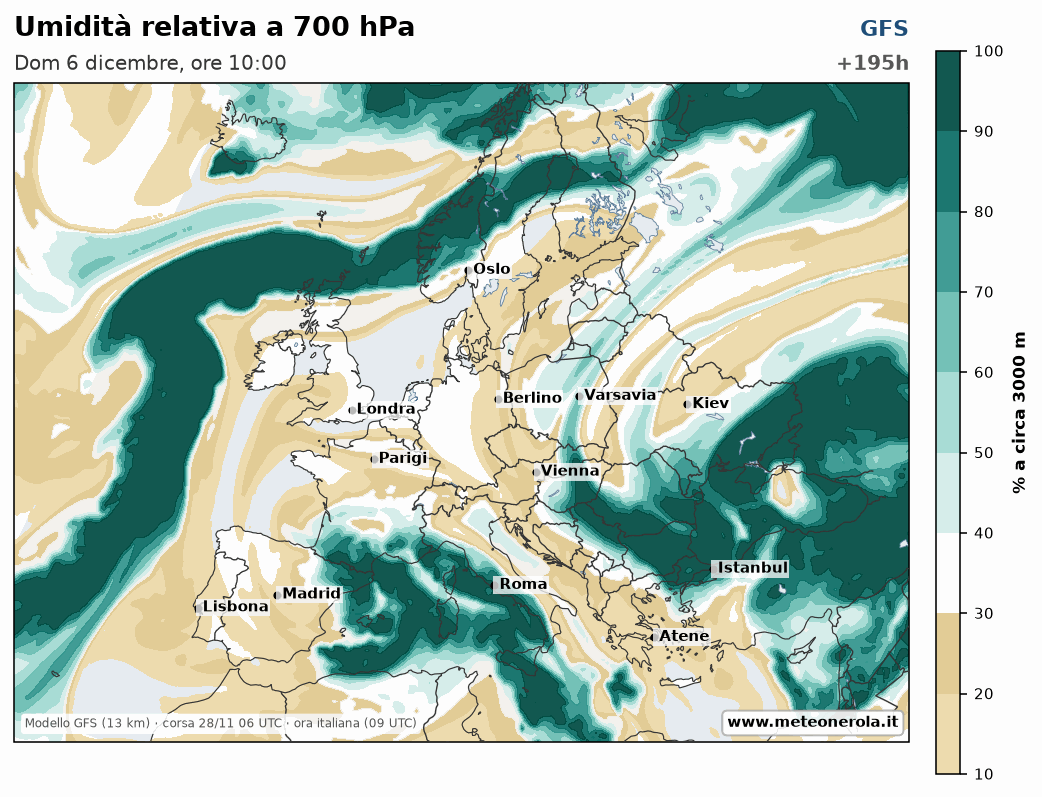 Umidità relativa a 700 hPa
GFS
Dom 6 dicembre, ore 10:00
+195h
100
90
80
70
60
50
40
30
20
10
% a circa 3000 m
Oslo
Berlino
Varsavia
Kiev
Londra
Parigi
Vienna
Istanbul
Roma
Madrid
Lisbona
Atene
Modello GFS (13 km) · corsa 28/11 06 UTC · ora italiana (09 UTC)
www.meteonerola.it